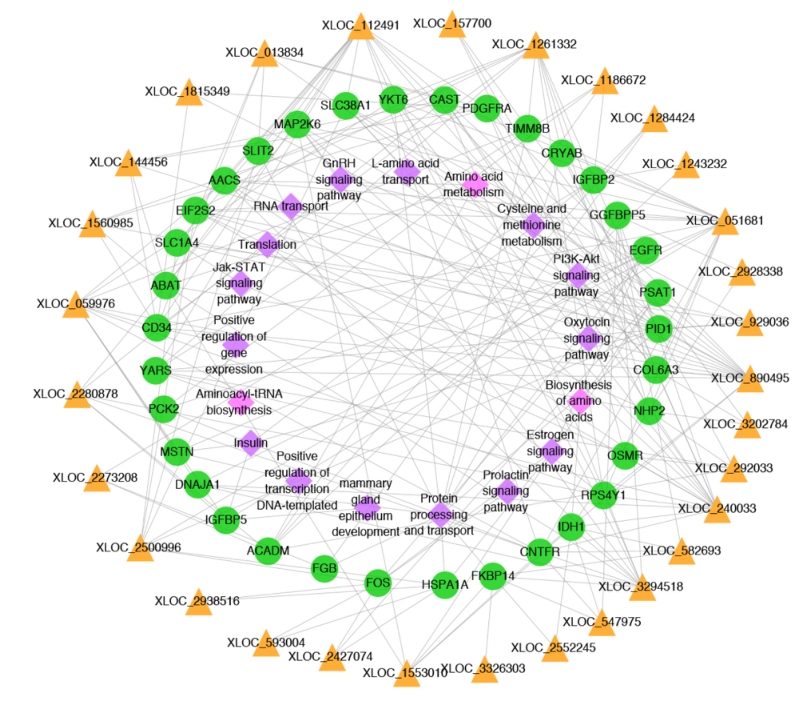 XLOC_112491
XLOC_157700
XLOC_013834
XLOC_1261332
XLOC_1186672
XLOC_1815349
XLOC_1284424
XLOC_144456
XLOC_1243232
XLOC_1560985
XLOC_051681
XLOC_2928338
XLOC_059976
XLOC_929036
XLOC_890495
XLOC_2280878
XLOC_3202784
XLOC_292033
XLOC_2273208
XLOC_240033
XLOC_2500996
XLOC_582693
XLOC_3294518
XLOC_2938516
XLOC_547975
XLOC_593004
XLOC_2552245
XLOC_2427074
XLOC_1553010
XLOC_3326303
SLC38A1
YKT6
CAST
PDGFRA
MAP2K6
TIMM8B
SLIT2
CRYAB
AACS
IGFBP2
EIF2S2
GGFBPP5
SLC1A4
EGFR
ABAT
PSAT1
CD34
PID1
YARS
COL6A3
PCK2
NHP2
MSTN
OSMR
DNAJA1
RPS4Y1
IGFBP5
IDH1
ACADM
CNTFR
FGB
FKBP14
FOS
HSPA1A
GnRH
signaling
pathway
L-amino acid
transport
Amino acid
metabolism
RNA transport
Cysteine and
methionine
metabolism
Translation
Jak-STAT
signaling
pathway
PI3K-Akt
signaling
pathway
Positive
regulation of
gene
expression
Oxytocin
signaling
pathway
Aminoacyl-tRNA
biosynthesis
Biosynthesis
of amino
acids
Insulin
Estrogen
signaling
pathway
Positive
regulation of
transcription
DNA-templated
mammary
gland
epithelium
development
Protein
processing
and transport
Prolactin
signaling
pathway